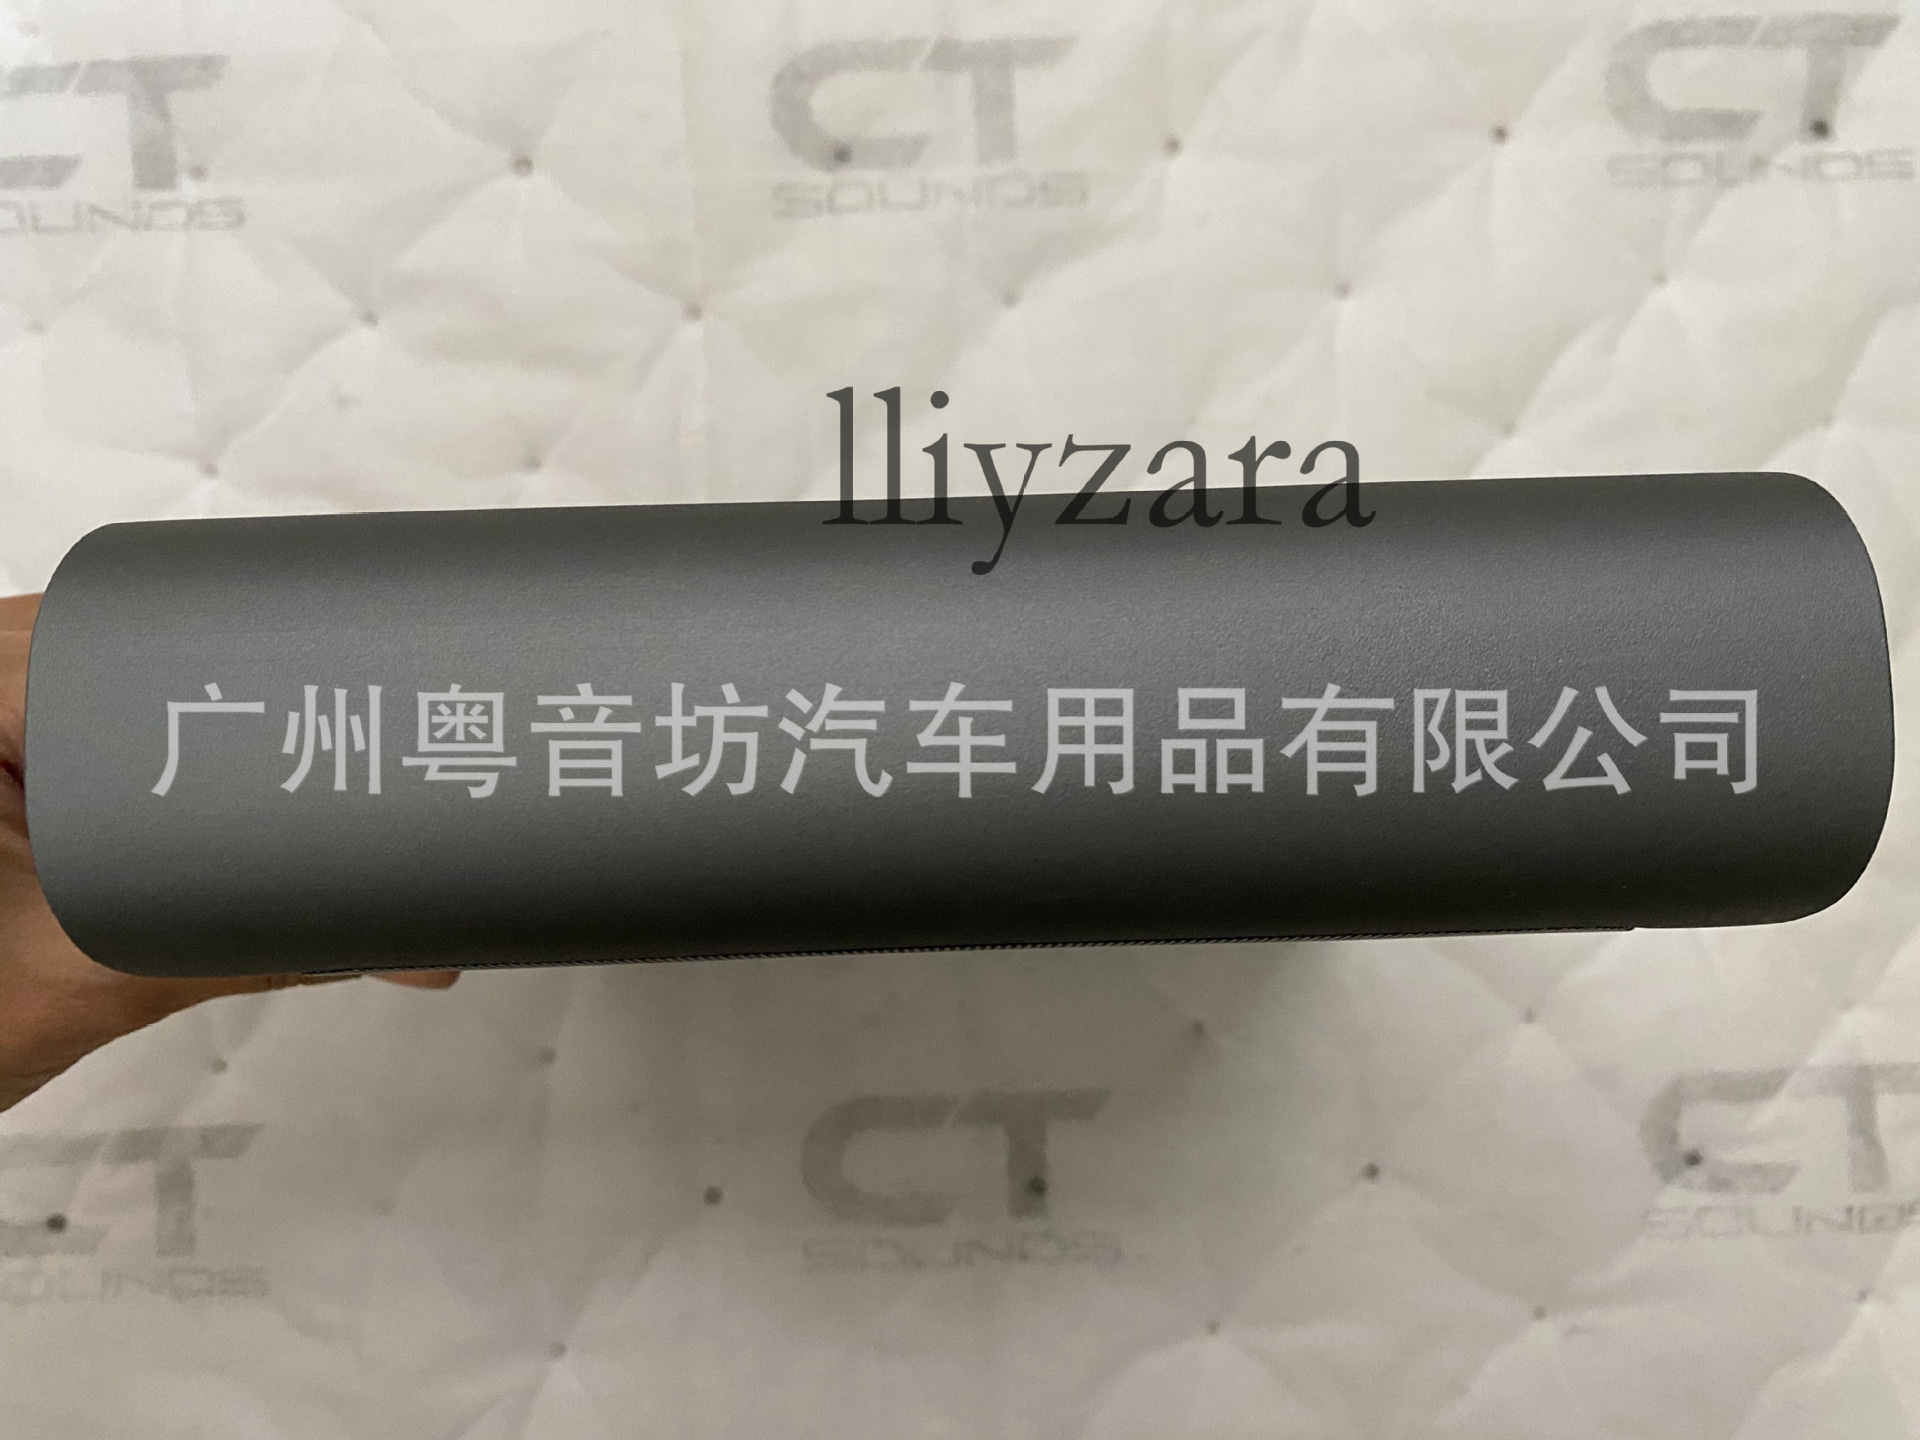 CT
CT
CT
SOUNDS
SOUNDS
SOUNDS
lliyzara
广州粤音坊汽车用品有限公司
CT
CT
CT
SOUNDS
SOUNDS
SOUNDS